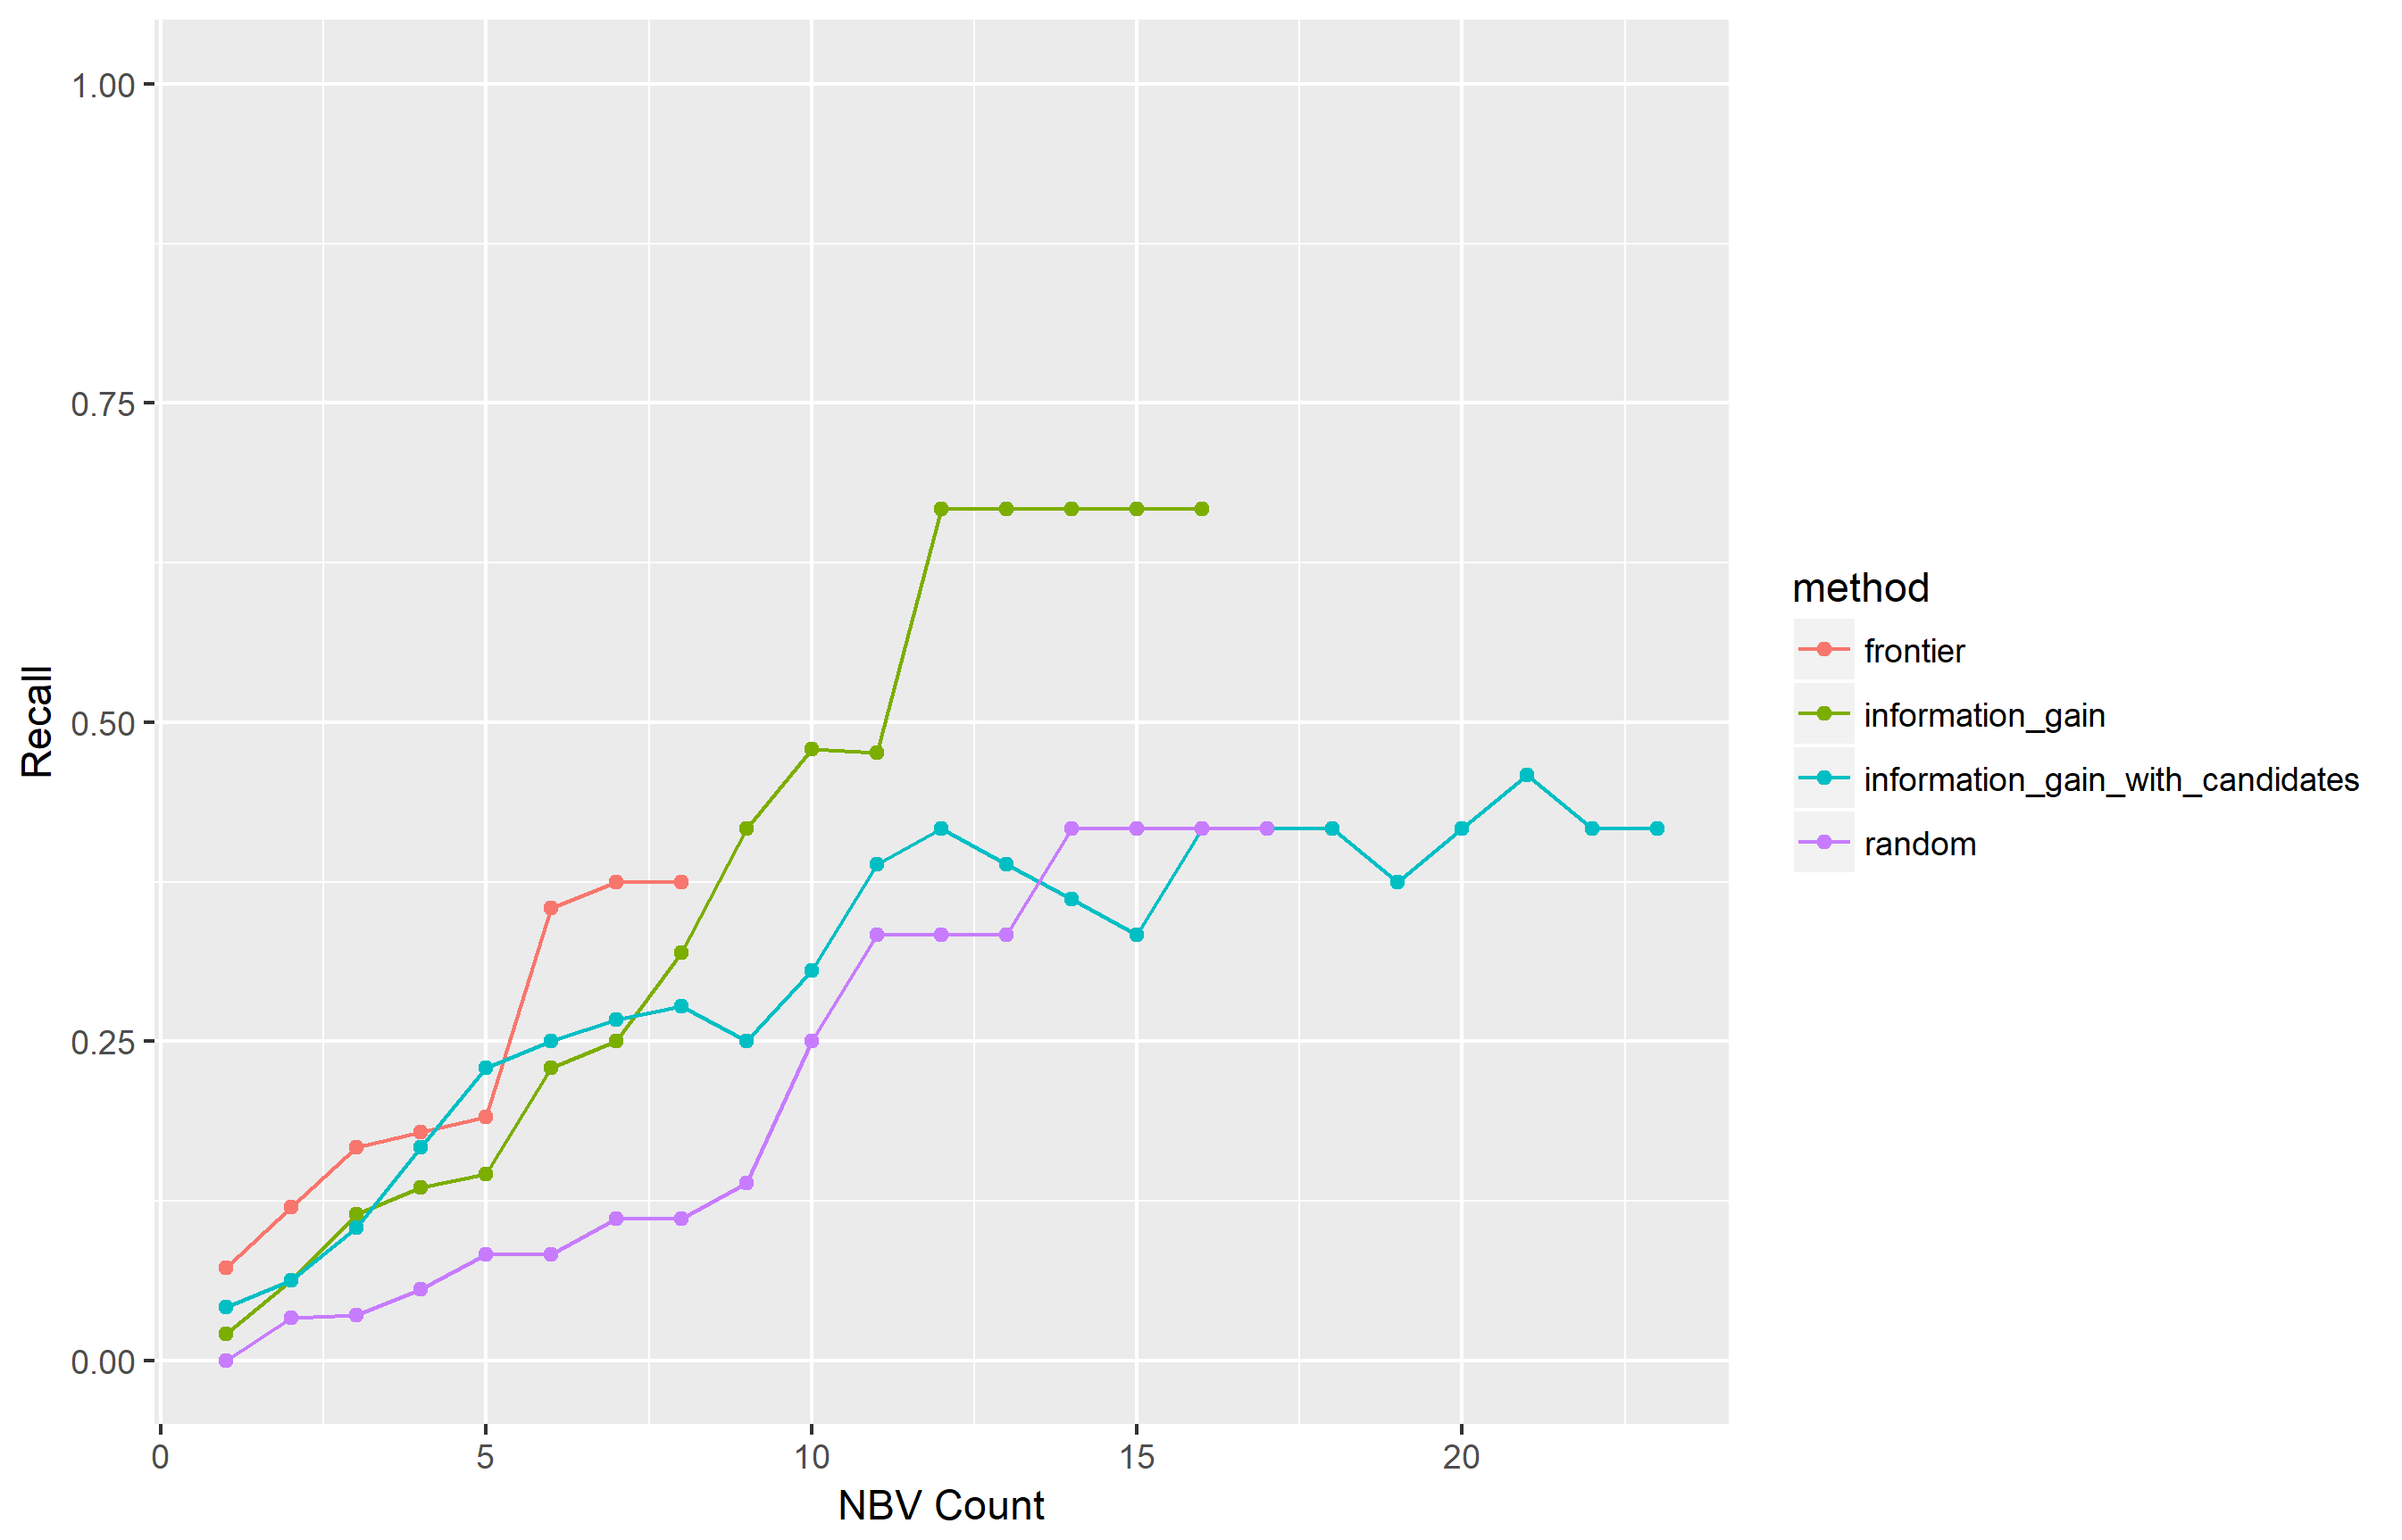 1.00
0.75
0.50
0.25
0.00
Recall
0
5
10
15
20
NBV Count
method
frontier
information_gain
information_gain_with_candidates
random